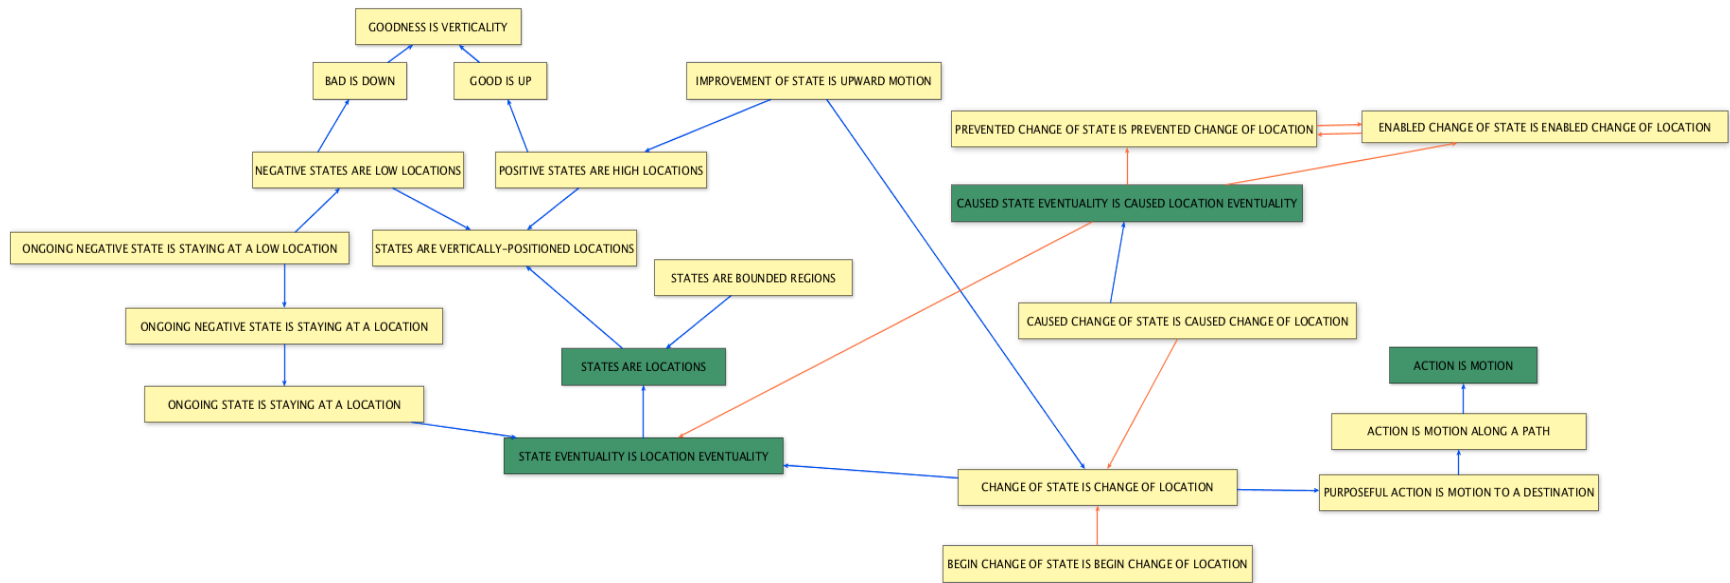 GOODNESS IS VERTICALITY
BAD IS DOWN
GOOD IS UP
IMPROVEMENT OF STATE IS UPWARD MOTION
PREVENTED CHANGE OF STATE IS PREVENTED CHANGE OF LOCATION
ENABLED CHANGE OF STATE IS ENABLED CHANGE OF LOCATION
NEGATIVE STATES ARE LOW LOCATIONS
POSITIVE STATES ARE HIGH LOCATIONS
CAUSED STATE EVENTUALITY IS CAUSED LOCATION EVENTUALITY
ONGOING NEGATIVE STATE IS STAYING AT A LOW LOCATION
STATES ARE VERTICALLY-POSITIONED LOCATIONS
STATES ARE BOUNDED REGIONS
ONGOING NEGATIVE STATE IS STAYING AT A LOCATION
CAUSED CHANGE OF STATE IS CAUSED CHANGE OF LOCATION
STATES ARE LOCATIONS
ACTION IS MOTION
ONGOING STATE IS STAYING AT A LOCATION
ACTION IS MOTION ALONG A PATH
STATE EVENTUALITY IS LOCATION EVENTUALITY
CHANGE OF STATE IS CHANGE OF LOCATION
PURPOSEFUL ACTION IS MOTION TO A DESTINATION
BEGIN CHANGE OF STATE IS BEGIN CHANGE OF LOCATION